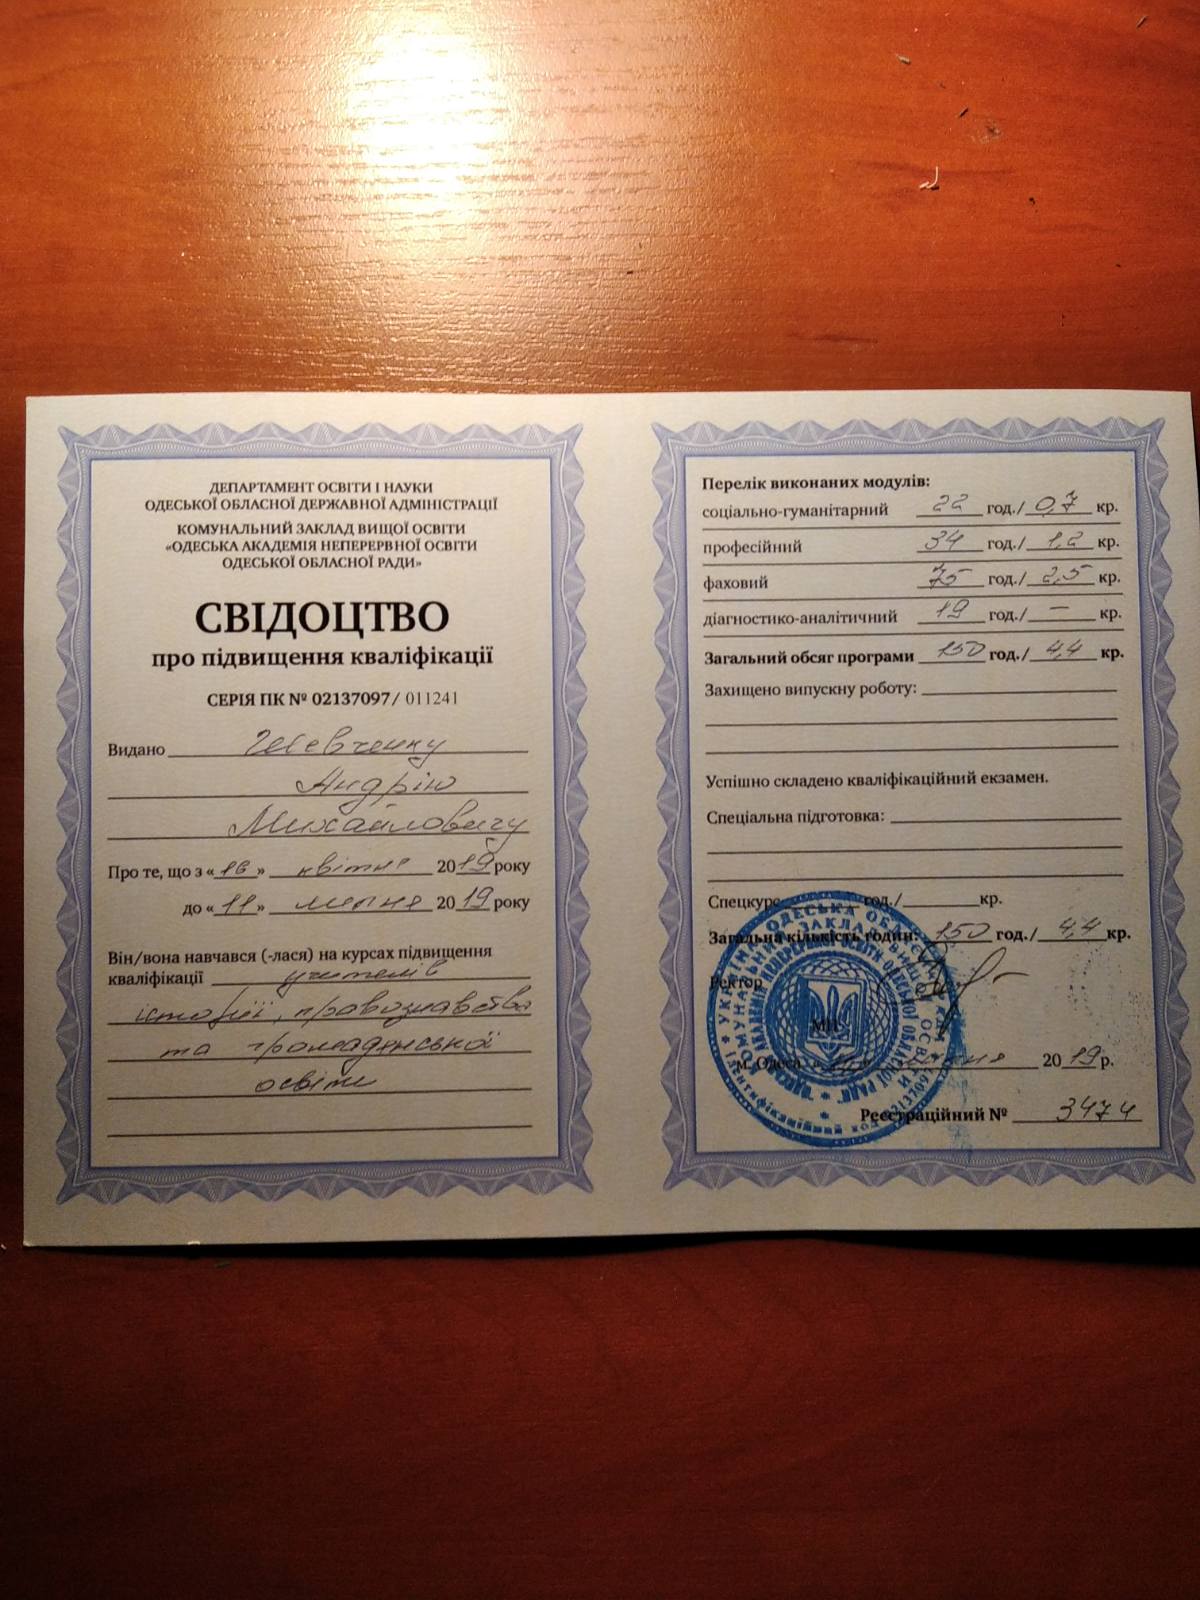 ДЕПАРТАМЕНТ ОСВІТИ І НАУКИ
ОДЕСЬКОЇ ОБЛАСНОЇ ДЕРЖАВНОЇ АДМІНІСТРАЦІЇ
КОМУНАЛЬНИЙ ЗАКЛАД ВИЩОЇ ОСВІТИ
«ОДЕСЬКА АКАДЕМІЯ НЕПЕРЕРВНОЇ ОСВІТИ
ОДЕСЬКОЇ ОБЛАСНОЇ РАДИ»
СВІДОЦТВО
про підвищення кваліфікації
СЕРІЯ ПК № 02137097/ 011241
Видано Шевченку
Андрію
Михайловичу
Про те, що з «16» квітня 2019 року
до «11» липня 2019 року
Він/вона навчався (-лася) на курсах підвищення
кваліфікації учителів
історії, правознавства
та громадянської
освіти
Перелік виконаних модулів:
соціально-гуманітарний 22 год./ 0,7 кр.
професійний 34 год./ 1,2 кр.
фаховий 75 год./ 2,5 кр.
діагностико-аналітичний 19 год./ — кр.
Загальний обсяг програми 150 год./ 4,4 кр.
Захищено випускну роботу:
Успішно складено кваліфікаційний екзамен.
Спеціальна підготовка:
Спецкурс год./ кр.
Загальна кількість годин: 150 год./ 4,4 кр.
Ректор
МП
м. Одеса 2019 р.
Реєстраційний № 3474